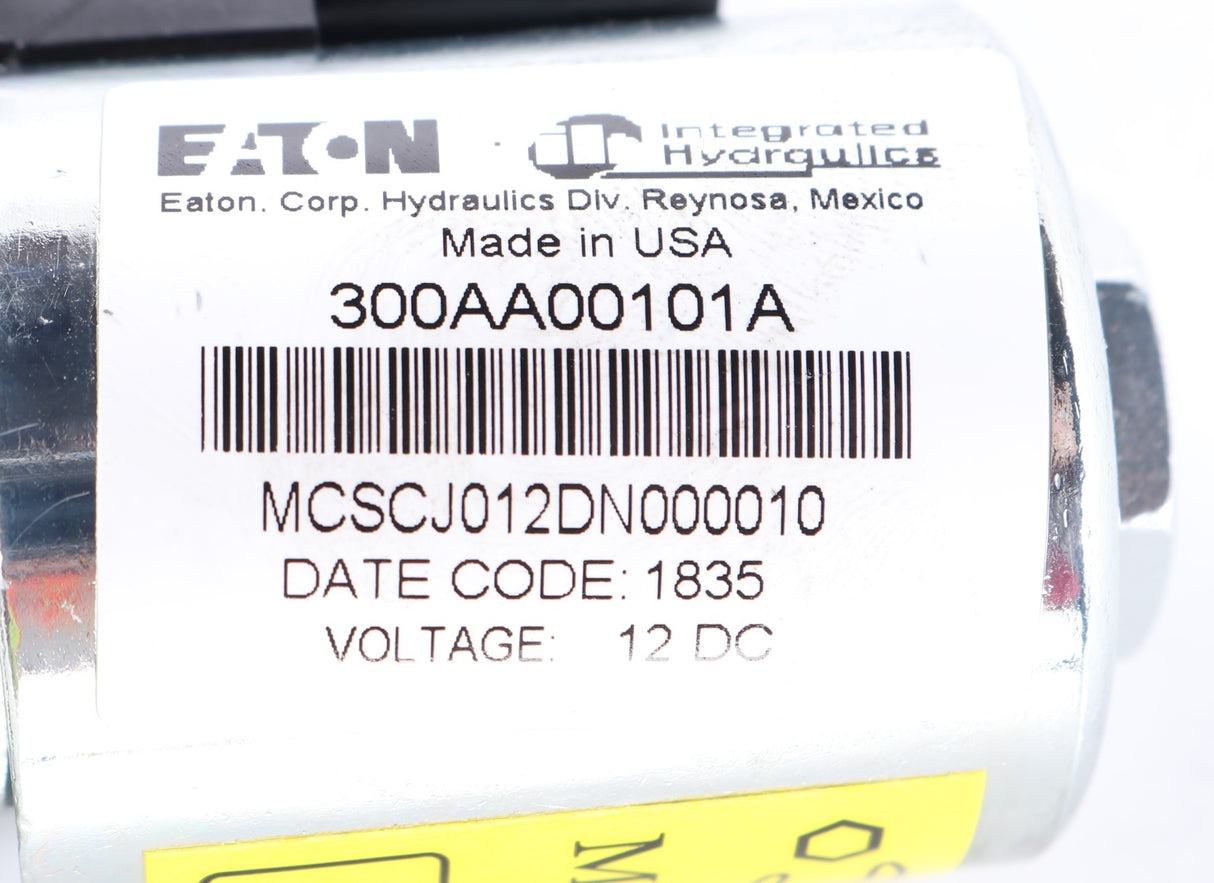 EATON
Integrated
Hydraulics
Eaton. Corp. Hydraulics Div. Reynosa, Mexico
Made in USA
300AA00101A
MCSCJ012DN000010
DATE CODE: 1835
VOLTAGE: 12 DC
M